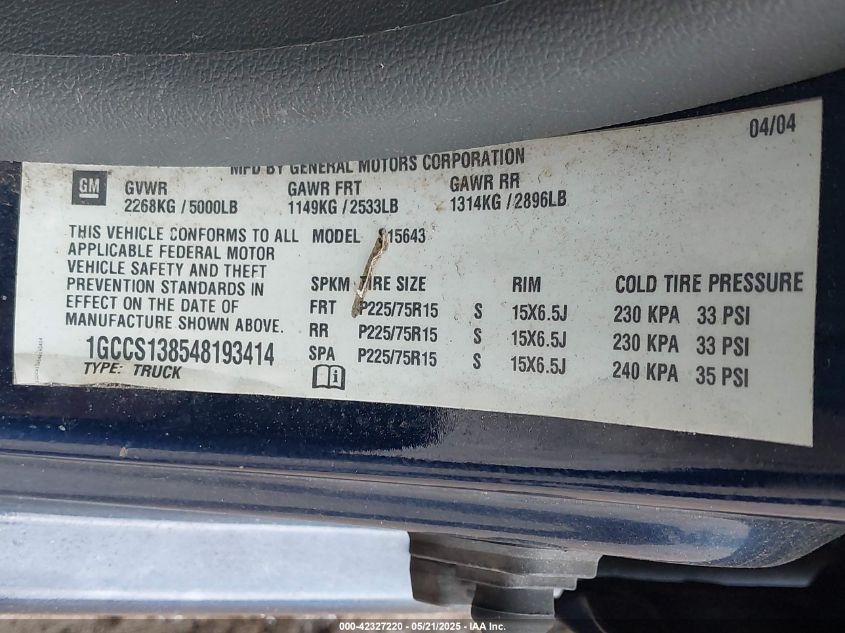 04/04
MFD BY GENERAL MOTORS CORPORATION
GM
GVWR GAWR FRT GAWR RR
2268KG / 5000LB 1149KG / 2533LB 1314KG / 2896LB
THIS VEHICLE CONFORMS TO ALL
APPLICABLE FEDERAL MOTOR
VEHICLE SAFETY AND THEFT
PREVENTION STANDARDS IN
EFFECT ON THE DATE OF
MANUFACTURE SHOWN ABOVE.
1GCCS138548193414
TYPE: TRUCK
MODEL 15643
SPKM TIRE SIZE RIM COLD TIRE PRESSURE
FRT P225/75R15 S 15X6.5J 230 KPA 33 PSI
RR P225/75R15 S 15X6.5J 230 KPA 33 PSI
SPA P225/75R15 S 15X6.5J 240 KPA 35 PSI
000-42327220 - 05/21/2025 - IAA Inc.